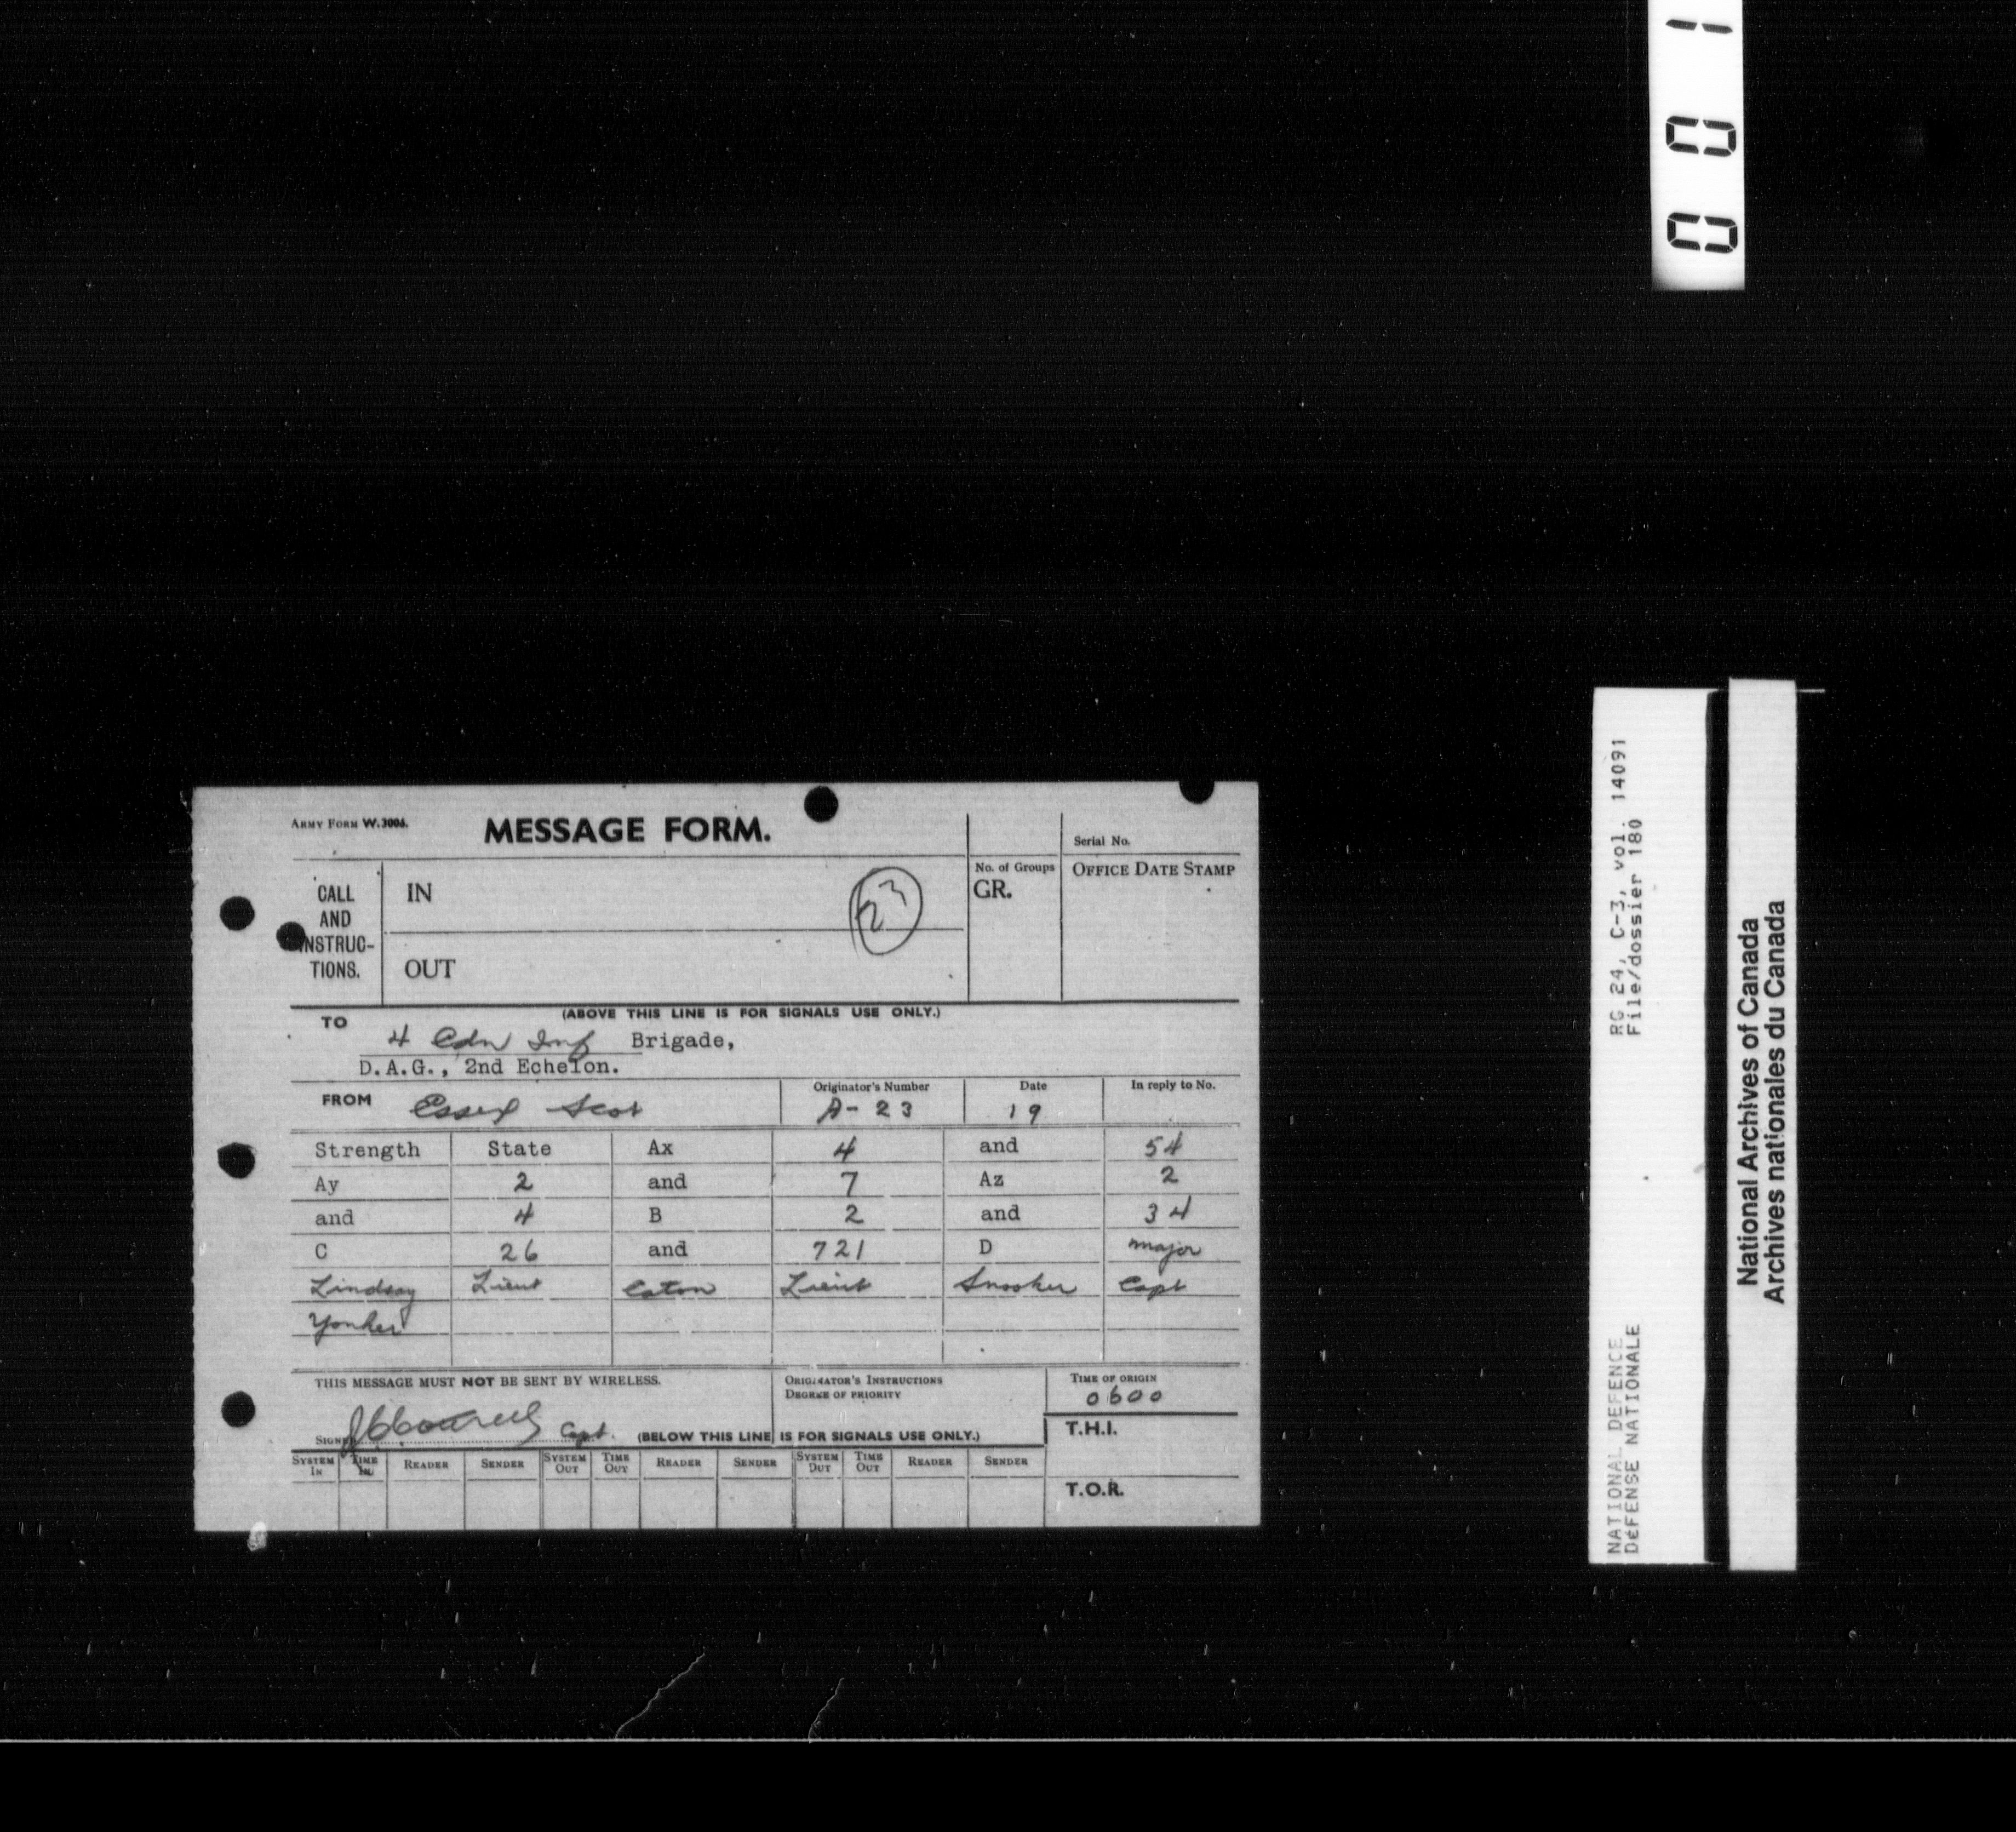 001
ARMY FORM W.3006.
MESSAGE FORM.
Serial No.
CALL AND INSTRUC-TIONS.
IN
23
No. of Groups
GR.
OFFICE DATE STAMP
OUT
(ABOVE THIS LINE IS FOR SIGNALS USE ONLY.)
TO
4 Cdn Inf Brigade,
D.A.G., 2nd Echelon.
FROM Essex Scot
Originator's Number A-23
Date 19
In reply to No.
Strength State Ax 4 and 54
Ay 2 and 7 Az 2
and 4 B 2 and 34
C 26 and 721 D major
Lindsay Lieut Eaton Lieut Snooker Capt
Yonker
THIS MESSAGE MUST NOT BE SENT BY WIRELESS.
ORIGINATOR'S INSTRUCTIONS
DEGREE OF PRIORITY
TIME OF ORIGIN
0600
SIGNED Capt. (BELOW THIS LINE IS FOR SIGNALS USE ONLY.)
T.H.I.
SYSTEM IN TIME IN READER SENDER SYSTEM OUT TIME OUT READER SENDER SYSTEM OUT TIME OUT READER SENDER
T.O.R.
RG 24, C-3, vol. 14091
File/dossier 180
NATIONAL DEFENCE
DÉFENSE NATIONALE
National Archives of Canada
Archives nationales du Canada